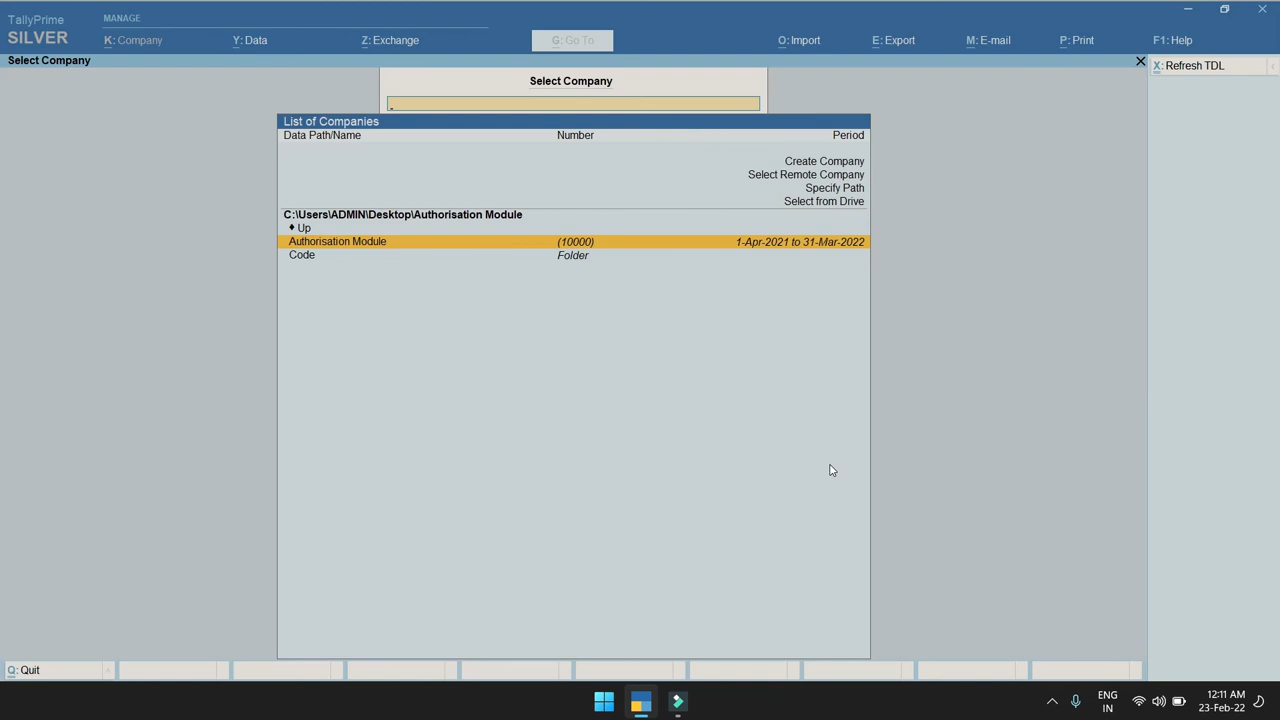 TallyPrime
MANAGE
SILVER
K: Company
Y: Data
Z: Exchange
G: Go To
O: Import
E: Export
M: E-mail
P: Print
F1: Help
Select Company
X: Refresh TDL
Select Company
List of Companies
Data Path/Name Number Period
Create Company
Select Remote Company
Specify Path
Select from Drive
C:\Users\ADMIN\Desktop\Authorisation Module
♦ Up
Authorisation Module (10000) 1-Apr-2021 to 31-Mar-2022
Code Folder
Q: Quit
ENG
IN
12:11 AM
23-Feb-22